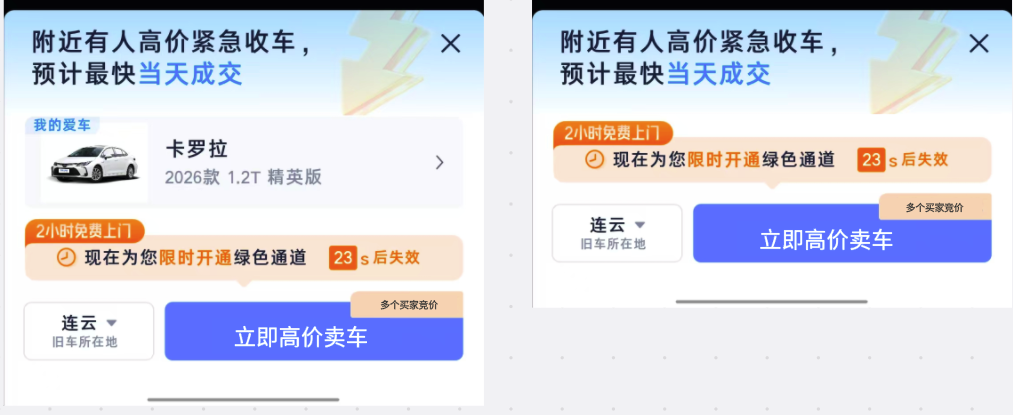 附近有人高价紧急收车，
预计最快当天成交
我的爱车
卡罗拉
2026款 1.2T 精英版
2小时免费上门
现在为您限时开通绿色通道 23 s 后失效
多个买家竞价
连云
旧车所在地
立即高价卖车
附近有人高价紧急收车，
预计最快当天成交
2小时免费上门
现在为您限时开通绿色通道 23 s 后失效
多个买家竞价
连云
旧车所在地
立即高价卖车